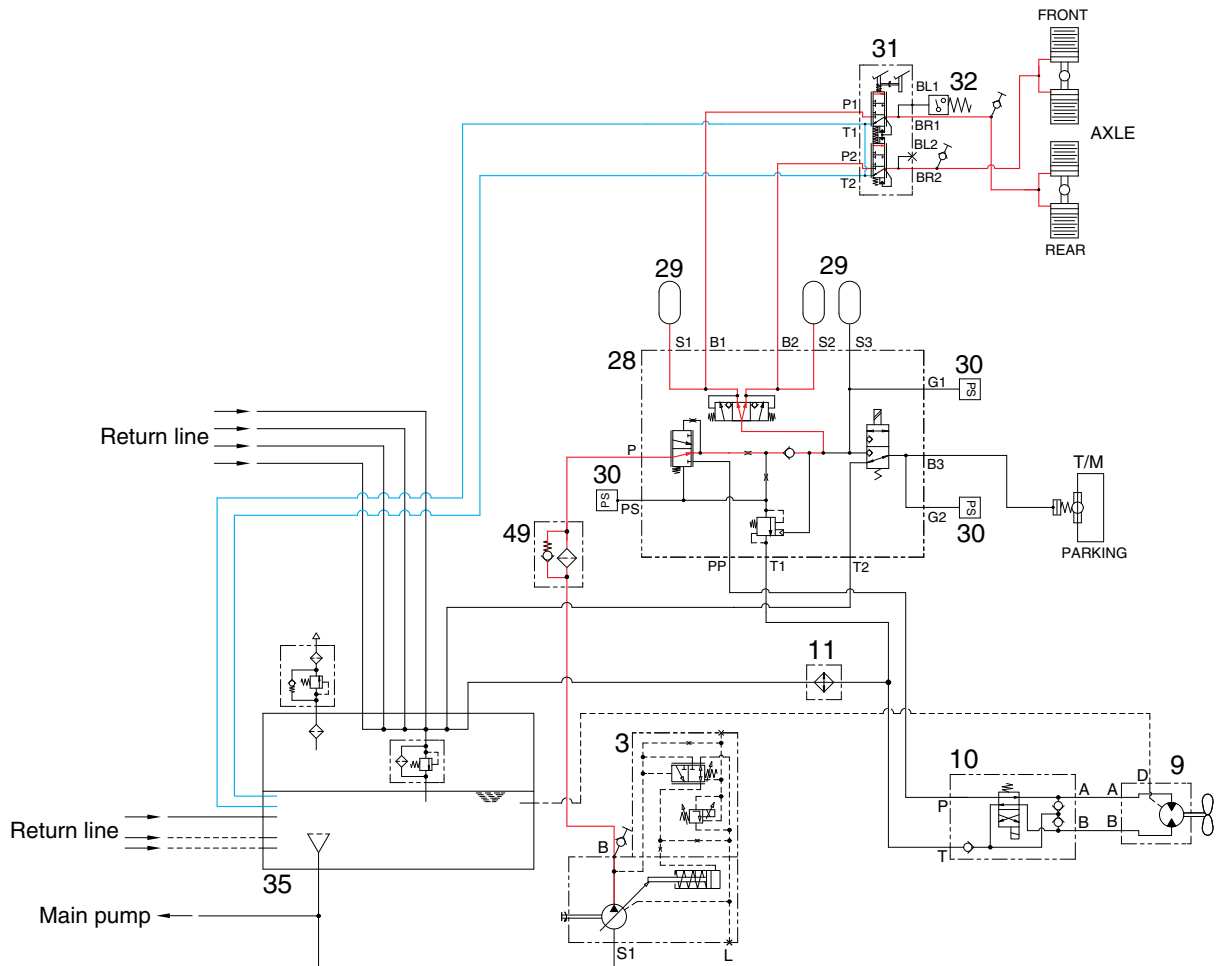 FRONT
31
BL1
32
P1
T1
BR1
AXLE
BL2
P2
T2
BR2
REAR
29
29
S1
B1
B2
S2
S3
28
G1
30
PS
Return line
P
B3
T/M
30
PS
PS
G2
PS
30
PARKING
49
PP
T1
T2
11
3
10
D
9
P
A
A
B
B
T
Return line
B
35
Main pump
S1
L